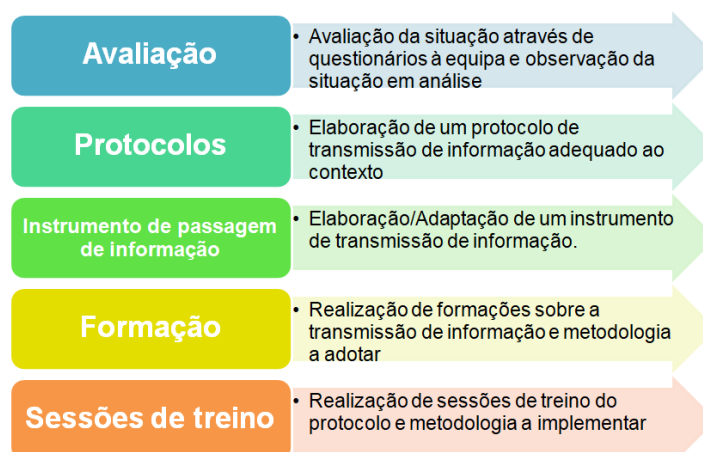 Avaliação
• Avaliação da situação através de
questionários à equipa e observação da
situação em análise
Protocolos
• Elaboração de um protocolo de
transmissão de informação adequado ao
contexto
Instrumento de passagem
de informação
• Elaboração/Adaptação de um instrumento
de transmissão de informação.
Formação
• Realização de formações sobre a
transmissão de informação e metodologia
a adotar
Sessões de treino
• Realização de sessões de treino do
protocolo e metodologia a implementar